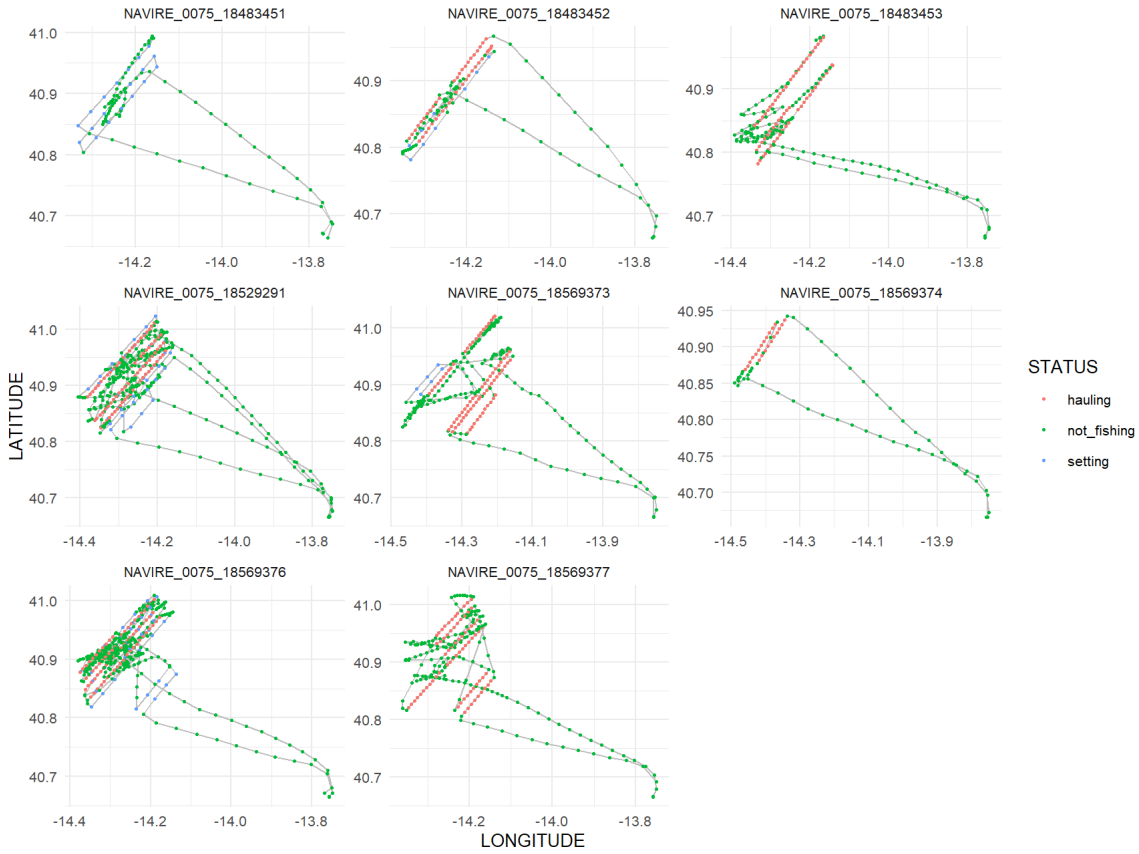 NAVIRE_0075_18483451 NAVIRE_0075_18483452 NAVIRE_0075_18483453
41.0
40.9
40.8
40.7
-14.2 -14.0 -13.8
40.9
40.8
40.7
-14.2 -14.0 -13.8
40.9
40.8
40.7
-14.4 -14.2 -14.0 -13.8
NAVIRE_0075_18529291 NAVIRE_0075_18569373 NAVIRE_0075_18569374
41.0
40.9
40.8
40.7
-14.4 -14.2 -14.0 -13.8
41.0
40.9
40.8
40.7
-14.5 -14.3 -14.1 -13.9
40.95
40.90
40.85
40.80
40.75
40.70
-14.5 -14.3 -14.1 -13.9
NAVIRE_0075_18569376 NAVIRE_0075_18569377
41.0
40.9
40.8
40.7
-14.4 -14.2 -14.0 -13.8
41.0
40.9
40.8
40.7
-14.2 -14.0 -13.8
LATITUDE
LONGITUDE
STATUS
hauling
not_fishing
setting